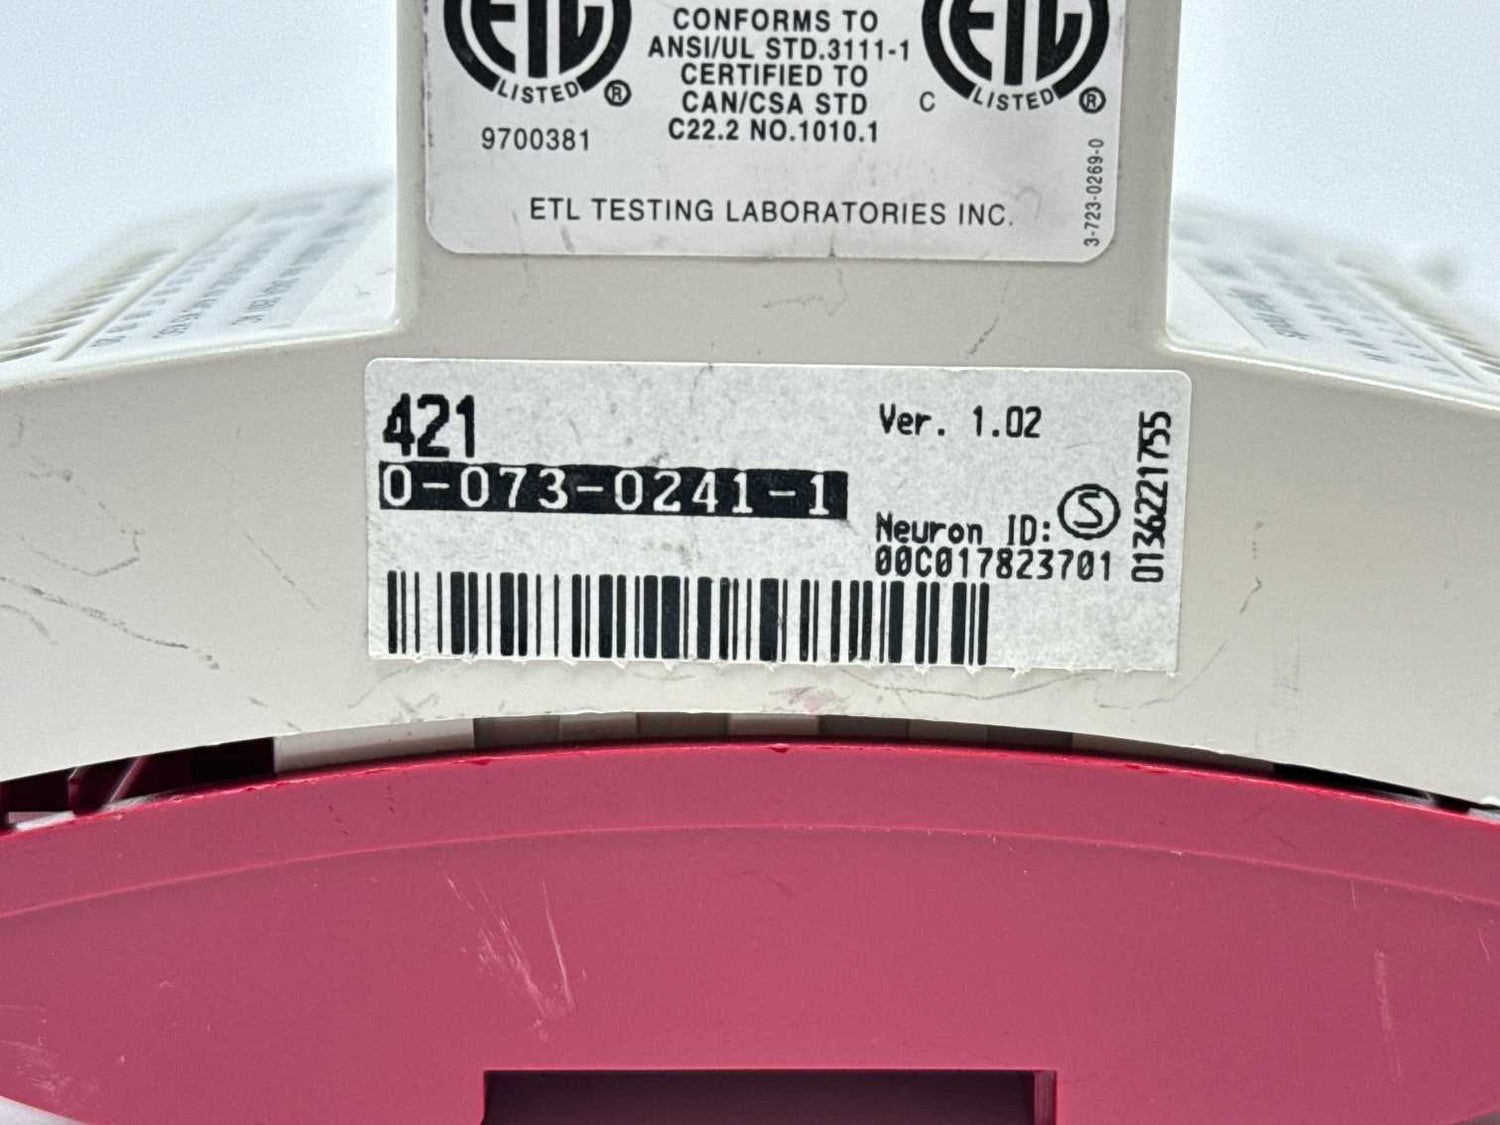 ETL
LISTED
®
9700381
CONFORMS TO
ANSI/UL STD.3111-1
CERTIFIED TO
CAN/CSA STD
C22.2 NO.1010.1
C
ETL
LISTED
®
3-723-0269-0
ETL TESTING LABORATORIES INC.
421
0-073-0241-1
Ver. 1.02
Neuron ID: S
00C017823701
0136221755